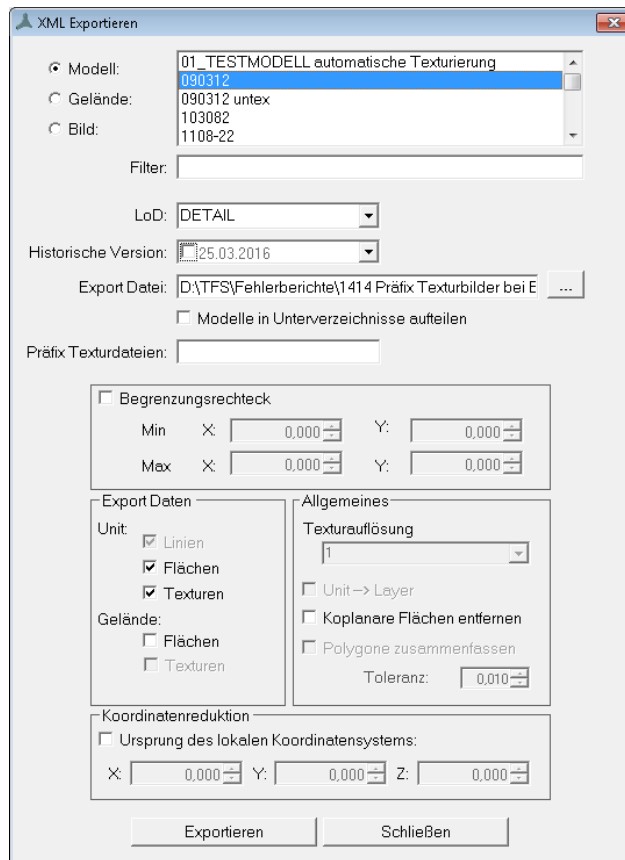 XML Exportieren
Modell:
Gelände:
Bild:
01_TESTMODELL automatische Texturierung
090312
090312 untex
103082
1108-22
Filter:
LoD: DETAIL
Historische Version: 25.03.2016
Export Datei: D:\TFS\Fehlerberichte\1414 Präfix Texturbilder bei E ...
Modelle in Unterverzeichnisse aufteilen
Präfix Texturdateien:
Begrenzungsrechteck
Min X: 0,000 Y: 0,000
Max X: 0,000 Y: 0,000
Export Daten
Unit:
Linien
Flächen
Texturen
Gelände:
Flächen
Texturen
Allgemeines
Texturauflösung
1
Unit–>Layer
Koplanare Flächen entfernen
Polygone zusammenfassen
Toleranz: 0,010
Koordinatenreduktion
Ursprung des lokalen Koordinatensystems:
X: 0,000 Y: 0,000 Z: 0,000
Exportieren Schließen